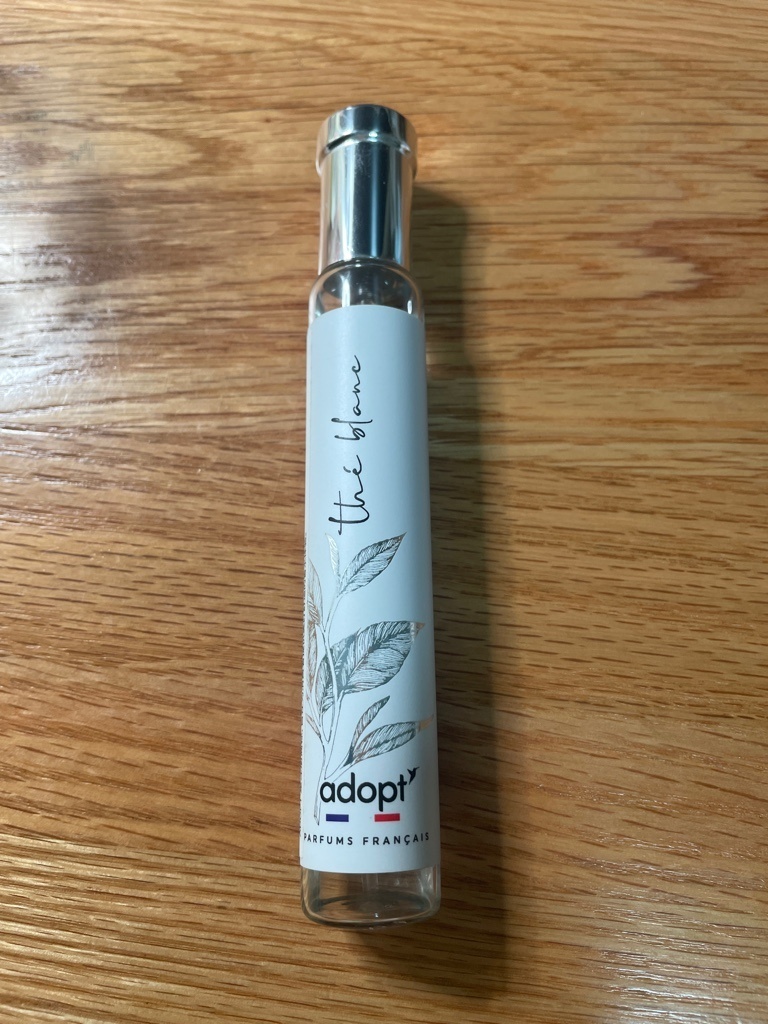 thé blanc
adopt'
PARFUMS FRANÇAIS